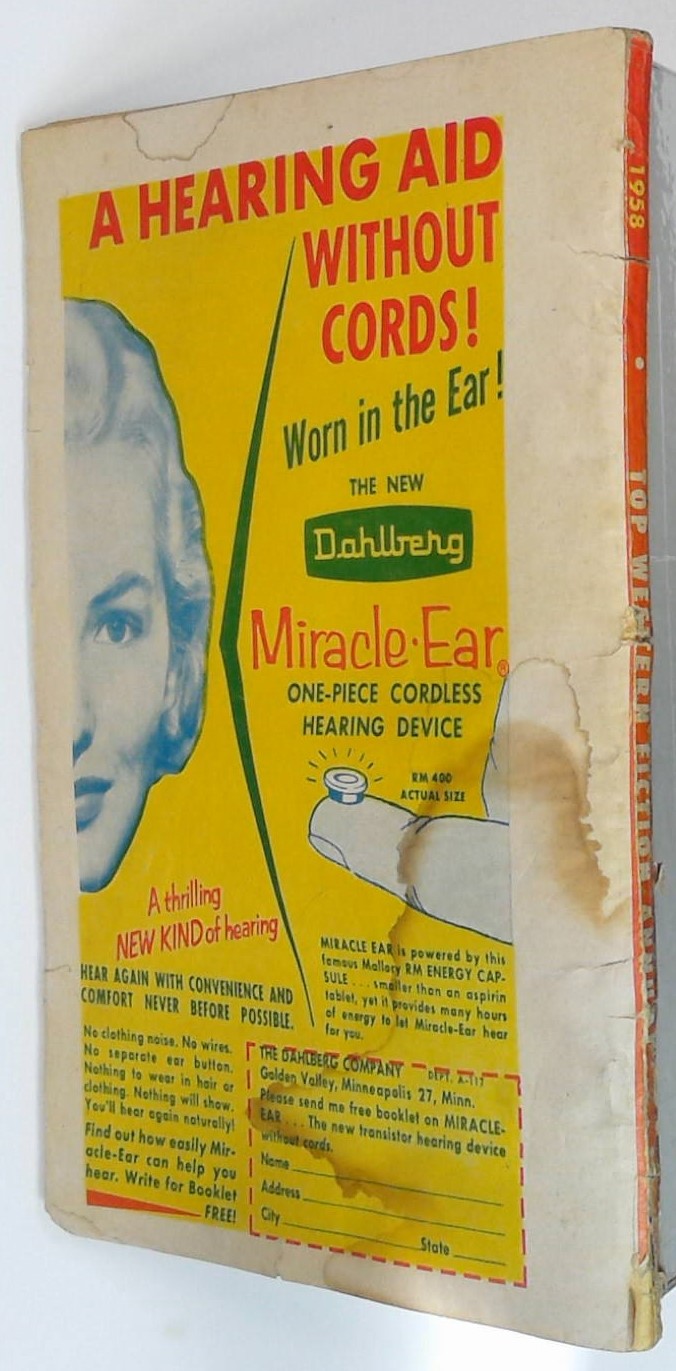 A HEARING AID
WITHOUT
CORDS!
Worn in the Ear!
THE NEW
Dahlberg
Miracle·Ear®
ONE-PIECE CORDLESS
HEARING DEVICE
RM 400
ACTUAL SIZE
A thrilling
NEW KIND of hearing
HEAR AGAIN WITH CONVENIENCE AND
COMFORT NEVER BEFORE POSSIBLE.
No clothing noise. No wires.
No separate ear button.
Nothing to wear in hair or
clothing. Nothing will show.
You'll hear again naturally!
Find out how easily Mir-
acle-Ear can help you
hear. Write for Booklet
FREE!
MIRACLE EAR is powered by this
famous Mallory RM ENERGY CAP-
SULE . . . smaller than an aspirin
tablet, yet it provides many hours
of energy to let Miracle-Ear hear
for you.
THE DAHLBERG COMPANY DEPT. A-117
Golden Valley, Minneapolis 27, Minn.
Please send me free booklet on MIRACLE-
EAR . . . The new transistor hearing device
without cords.
Name
Address
City State
1958 • TOP WESTERN FICTION ANNUAL